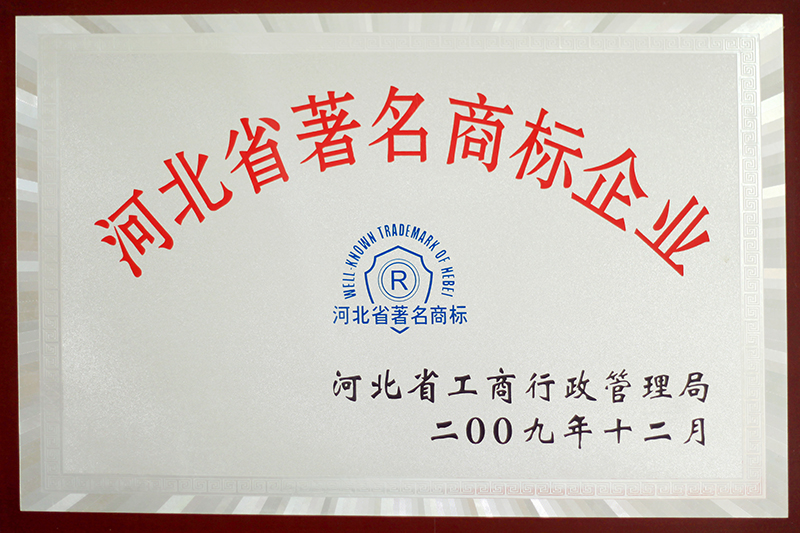 河北省著名商标企业
WELL-KNOWN TRADEMARK OF HEBEI
R
河北省著名商标
河北省工商行政管理局
二00九年十二月